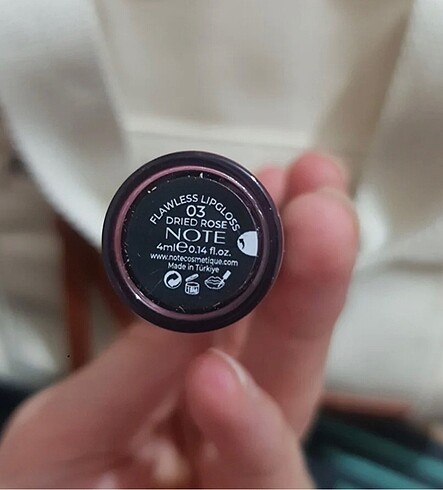 FLAWLESS LIPGLOSS
03
DRIED ROSE
NOTE
4ml℮0.14 fl.oz.
www.notecosmetique.com
Made in Türkiye